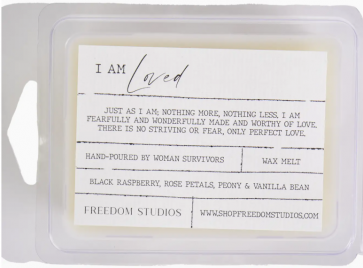 I AM Loved
JUST AS I AM; NOTHING MORE, NOTHING LESS. I AM
FEARFULLY AND WONDERFULLY MADE AND WORTHY OF LOVE.
THERE IS NO STRIVING OR FEAR, ONLY PERFECT LOVE.
HAND-POURED BY WOMAN SURVIVORS WAX MELT
BLACK RASPBERRY, ROSE PETALS, PEONY & VANILLA BEAN
FREEDOM STUDIOS WWW.SHOPFREEDOMSTUDIOS.COM